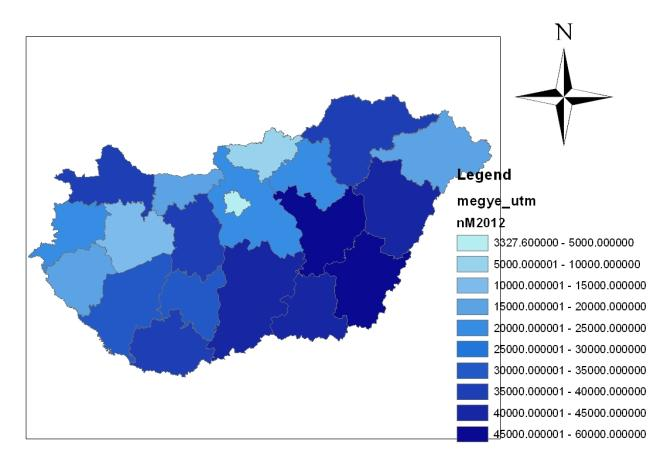 N
Legend
megye_utm
nM2012
3327.600000 - 5000.000000
5000.000001 - 10000.000000
10000.000001 - 15000.000000
15000.000001 - 20000.000000
20000.000001 - 25000.000000
25000.000001 - 30000.000000
30000.000001 - 35000.000000
35000.000001 - 40000.000000
40000.000001 - 45000.000000
45000.000001 - 60000.000000